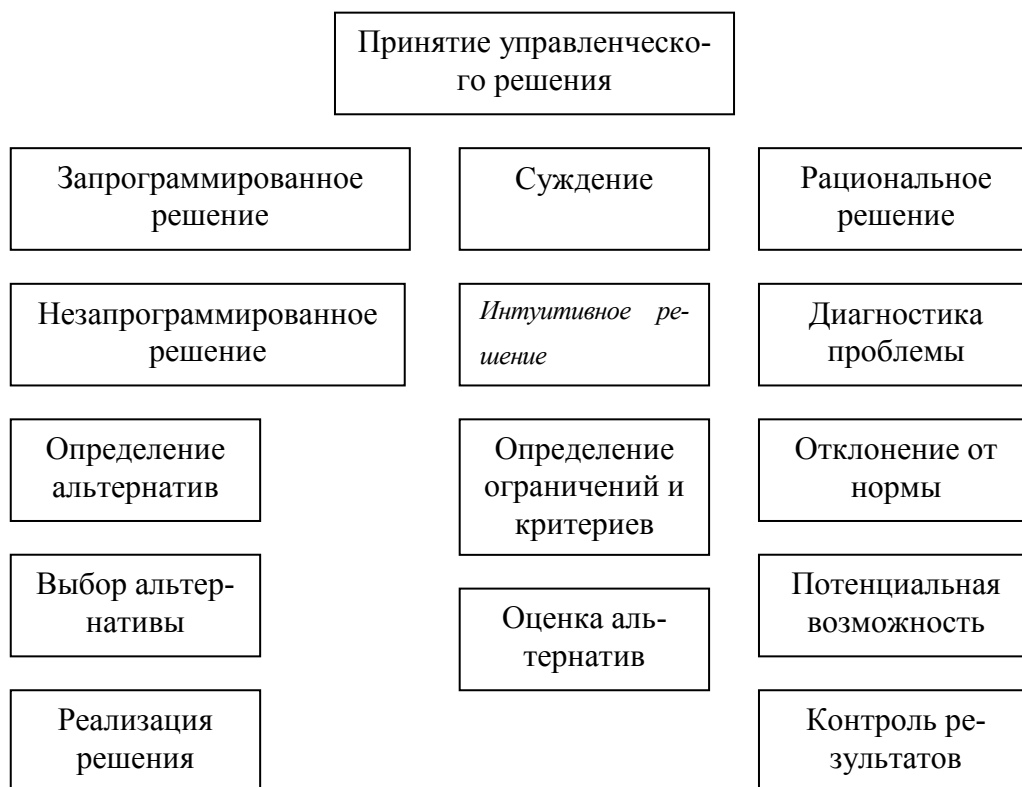 Принятие управленческо-
го решения
Запрограммированное
решение
Суждение
Рациональное
решение
Незапрограммированное
решение
Интуитивное ре-
шение
Диагностика
проблемы
Определение
альтернатив
Определение
ограничений и
критериев
Отклонение от
нормы
Выбор альтер-
нативы
Оценка аль-
тернатив
Потенциальная
возможность
Реализация
решения
Контроль ре-
зультатов